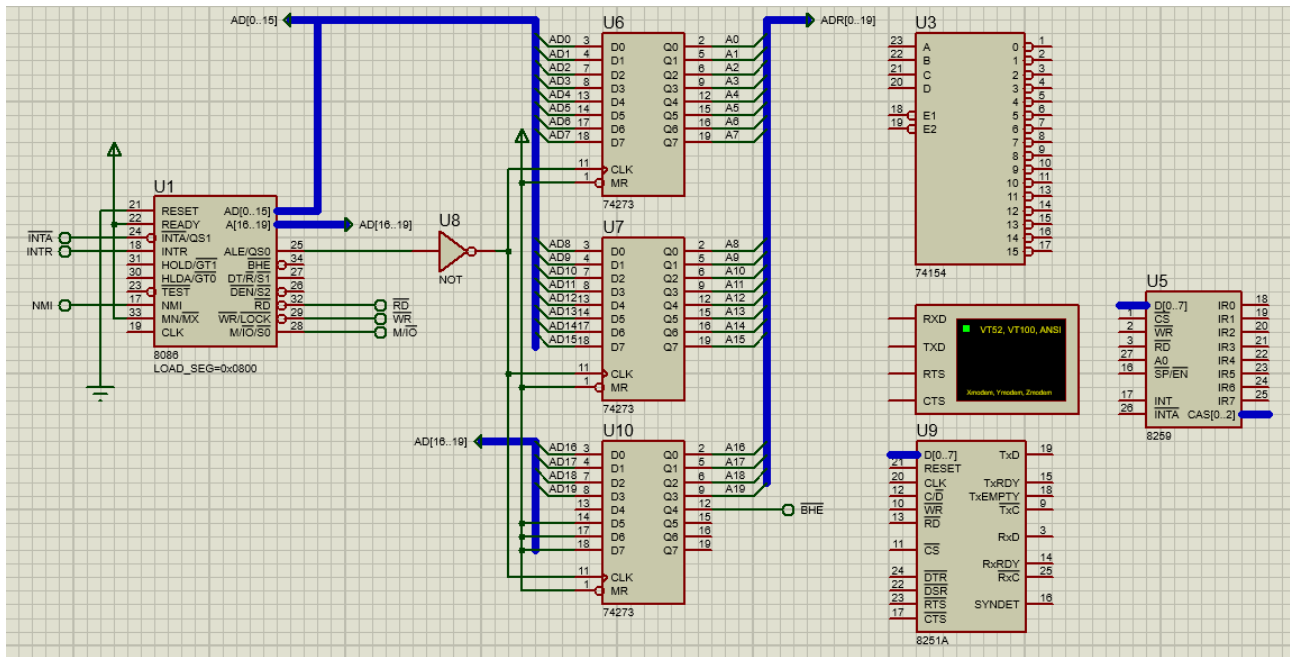 AD[0..15]
ADR[0..19]
U6
AD0 3 D0 Q0 2 A0
AD1 4 D1 Q1 5 A1
AD2 7 D2 Q2 6 A2
AD3 8 D3 Q3 9 A3
AD4 13 D4 Q4 12 A4
AD5 14 D5 Q5 15 A5
AD6 17 D6 Q6 16 A6
AD7 18 D7 Q7 19 A7
11 CLK
1 MR
74273
U3
23 A 0 1
22 B 1 2
21 C 2 3
20 D 3 4
4 5
5 6
18 E1 6 7
19 E2 7 8
8 9
9 10
10 11
11 13
12 14
13 15
14 16
15 17
74154
U1
21 RESET AD[0..15]
22 READY A[16..19] AD[16..19]
INTA 24 INTA/QS1
INTR 18 INTR ALE/QS0 25
31 HOLD/GT1 BHE 34
30 HLDA/GT0 DT/R/S1 27
23 TEST DEN/S2 26
NMI 17 NMI RD 32 RD
33 MN/MX WR/LOCK 29 WR
19 CLK M/IO/S0 28 M/IO
8086
LOAD_SEG=0x0800
U8
NOT
U7
AD8 3 D0 Q0 2 A8
AD9 4 D1 Q1 5 A9
AD10 7 D2 Q2 6 A10
AD11 8 D3 Q3 9 A11
AD12 13 D4 Q4 12 A12
AD13 14 D5 Q5 15 A13
AD14 17 D6 Q6 16 A14
AD15 18 D7 Q7 19 A15
11 CLK
1 MR
74273
AD[16..19]
U10
AD16 3 D0 Q0 2 A16
AD17 4 D1 Q1 5 A17
AD18 7 D2 Q2 6 A18
AD19 8 D3 Q3 9 A19
13 D4 Q4 12 BHE
14 D5 Q5 15
17 D6 Q6 16
18 D7 Q7 19
11 CLK
1 MR
74273
RXD
TXD
RTS
CTS
VT52, VT100, ANSI
Xmodem, Ymodem, Zmodem
U5
D[0..7] IR0 18
1 CS IR1 19
2 WR IR2 20
3 RD IR3 21
27 A0 IR4 22
16 SP/EN IR5 23
IR6 24
17 INT IR7 25
26 INTA CAS[0..2]
8259
U9
D[0..7] TxD 19
21 RESET
20 CLK TxRDY 15
12 C/D TxEMPTY 18
10 WR TxC 9
13 RD
RxD 3
11 CS
RxRDY 14
24 DTR RxC 25
22 DSR
23 RTS SYNDET 16
17 CTS
8251A